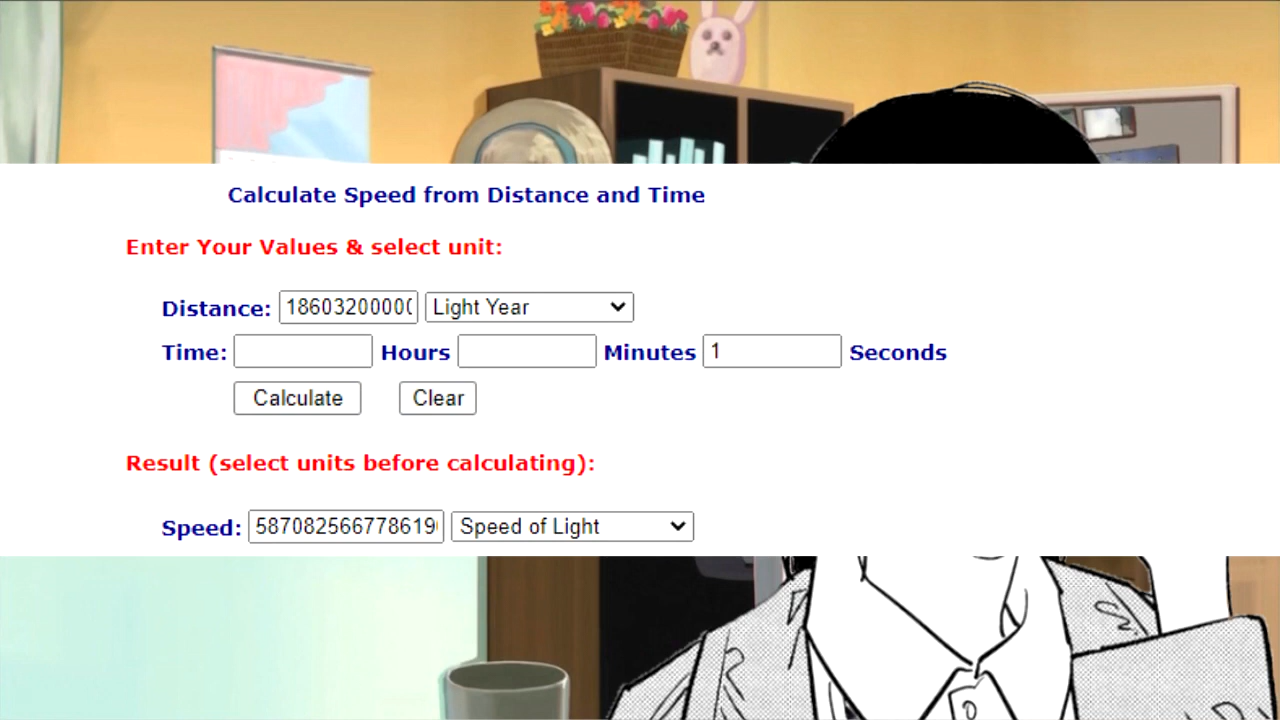 Calculate Speed from Distance and Time
Enter Your Values & select unit:
Distance: 18603200000 Light Year
Time: Hours Minutes 1 Seconds
Calculate Clear
Result (select units before calculating):
Speed: 587082566778619 Speed of Light